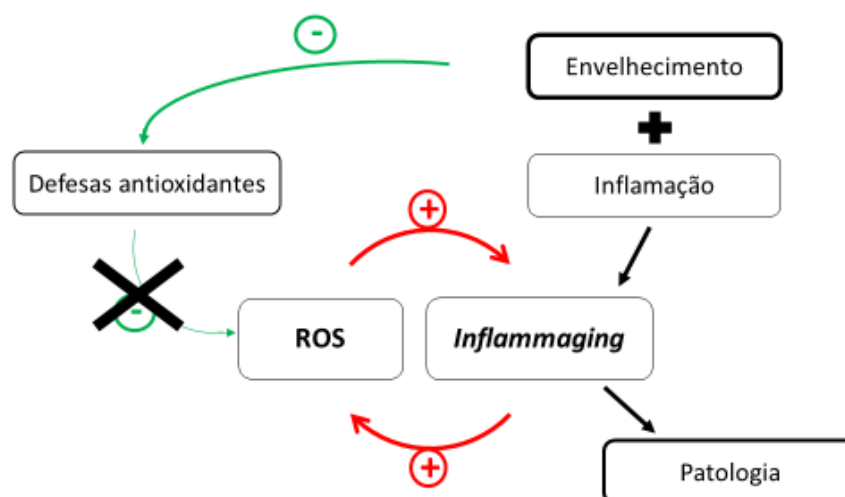 -
Envelhecimento
+
Defesas antioxidantes
Inflamação
+
-
ROS
Inflammaging
+
Patologia